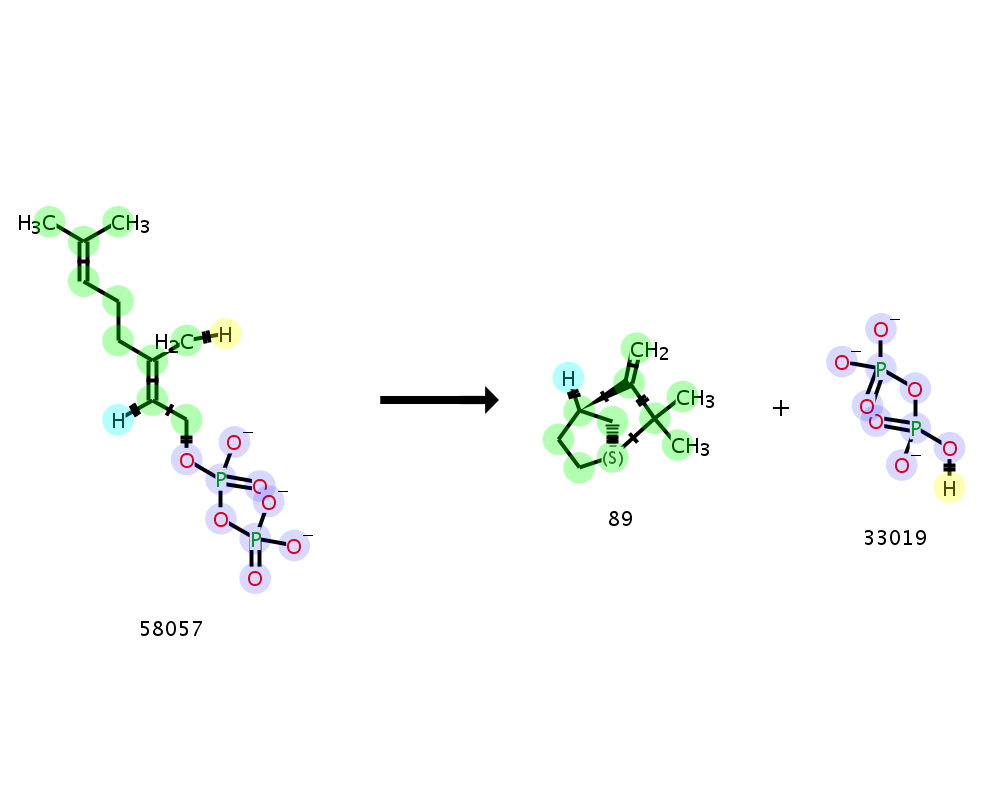 H3C CH3
H2C H
H
O O−
P O
O−
O P O−
O
58057
H CH2
CH3
CH3
(S)
89
+
O−
O− P O
O O P O
O− H
33019